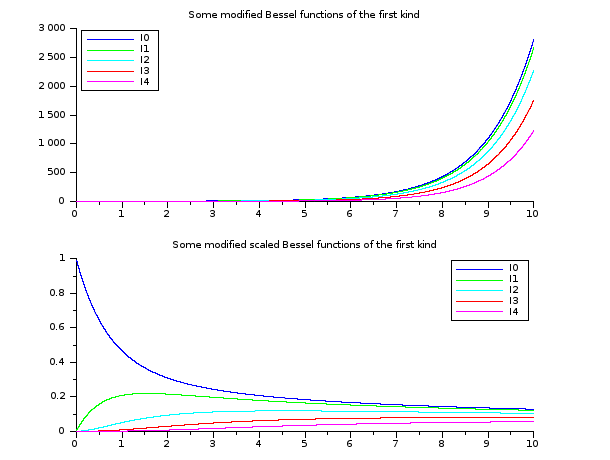 Some modified Bessel functions of the first kind
3 000
2 500
2 000
1 500
1 000
500
0
I0
I1
I2
I3
I4
0 1 2 3 4 5 6 7 8 9 10
Some modified scaled Bessel functions of the first kind
1
0.8
0.6
0.4
0.2
0
I0
I1
I2
I3
I4
0 1 2 3 4 5 6 7 8 9 10